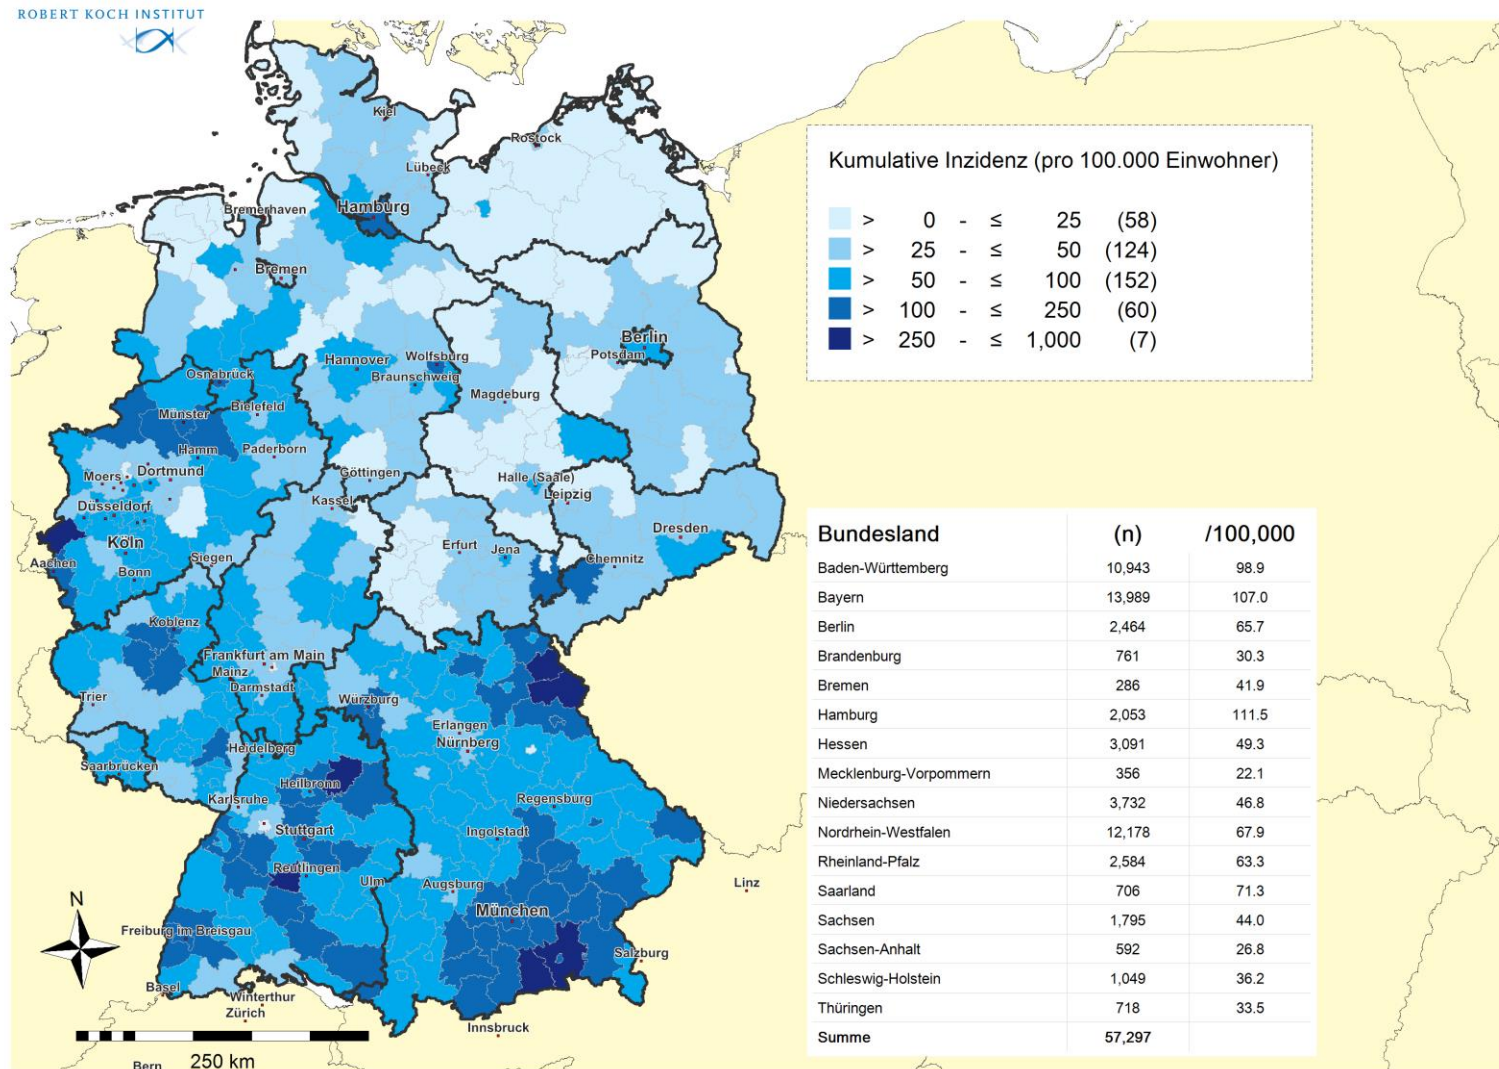 ROBERT KOCH INSTITUT
Kiel
Rostock
Lübeck
Hamburg
Bremerhaven
Bremen
Berlin
Potsdam
Hannover
Wolfsburg
Braunschweig
Osnabrück
Magdeburg
Münster
Bielefeld
Hamm
Paderborn
Göttingen
Halle (Saale)
Leipzig
Moers
Dortmund
Kassel
Düsseldorf
Dresden
Köln
Erfurt
Jena
Siegen
Chemnitz
Aachen
Bonn
Koblenz
Frankfurt am Main
Mainz
Darmstadt
Trier
Würzburg
Erlangen
Nürnberg
Heidelberg
Saarbrücken
Heilbronn
Karlsruhe
Regensburg
Stuttgart
Ingolstadt
Reutlingen
Ulm
Augsburg
Linz
München
Freiburg im Breisgau
Salzburg
Basel
Winterthur
Zürich
Innsbruck
Bern
N
250 km
Kumulative Inzidenz (pro 100.000 Einwohner)
> 0 - ≤ 25 (58)
> 25 - ≤ 50 (124)
> 50 - ≤ 100 (152)
> 100 - ≤ 250 (60)
> 250 - ≤ 1,000 (7)
Bundesland (n) /100,000
Baden-Württemberg 10,943 98.9
Bayern 13,989 107.0
Berlin 2,464 65.7
Brandenburg 761 30.3
Bremen 286 41.9
Hamburg 2,053 111.5
Hessen 3,091 49.3
Mecklenburg-Vorpommern 356 22.1
Niedersachsen 3,732 46.8
Nordrhein-Westfalen 12,178 67.9
Rheinland-Pfalz 2,584 63.3
Saarland 706 71.3
Sachsen 1,795 44.0
Sachsen-Anhalt 592 26.8
Schleswig-Holstein 1,049 36.2
Thüringen 718 33.5
Summe 57,297